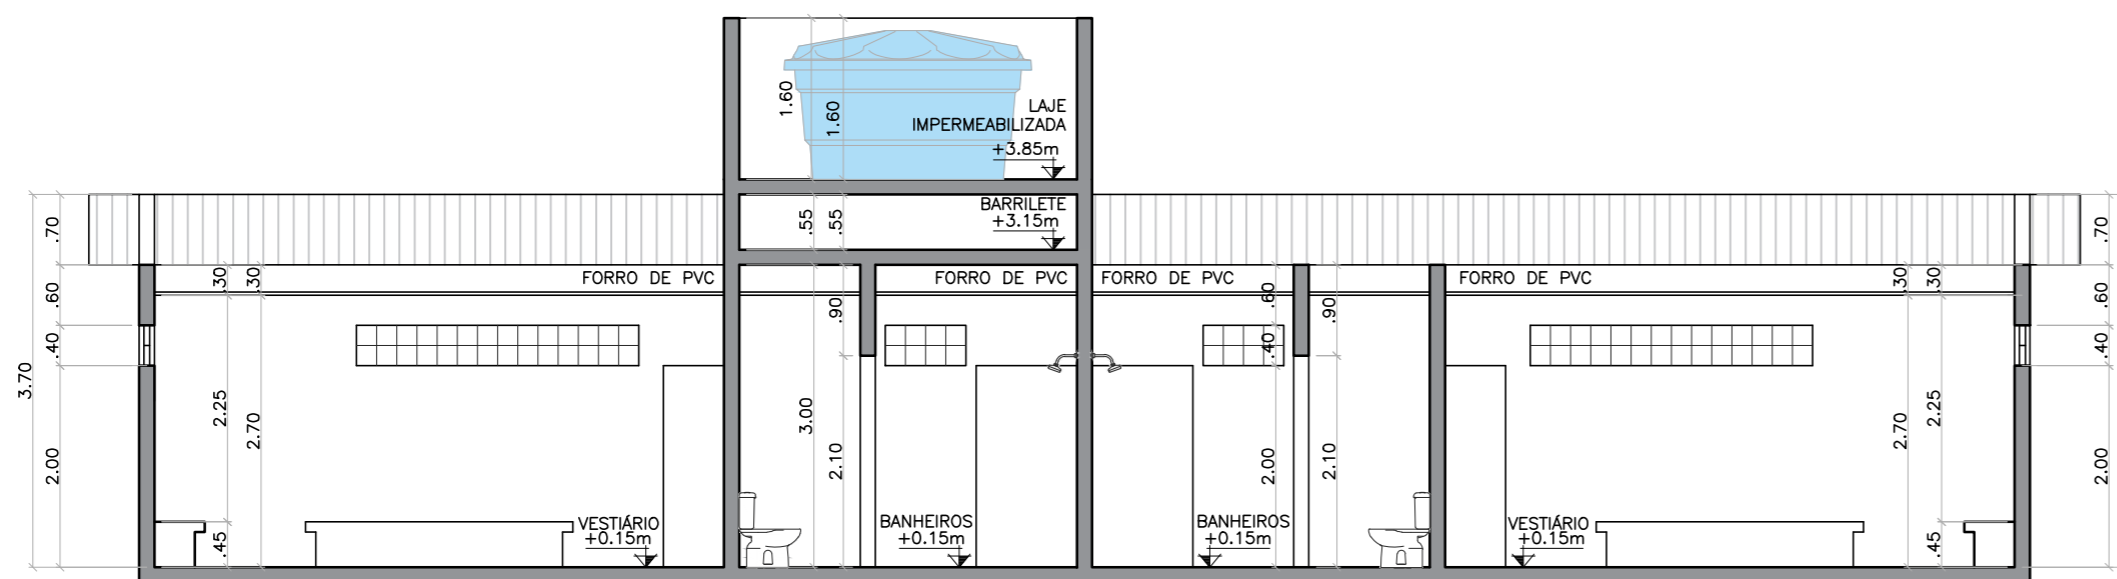 1.60
1.60
LAJE
IMPERMEABILIZADA
+3.85m
BARRILETE
+3.15m
.55
.55
3.70
.70
.60
.40
2.00
.30
.30
2.25
2.70
.45
FORRO DE PVC
VESTIÁRIO
+0.15m
3.00
.90
2.10
FORRO DE PVC
BANHEIROS
+0.15m
FORRO DE PVC
.60
.40
2.00
.90
2.10
BANHEIROS
+0.15m
FORRO DE PVC
VESTIÁRIO
+0.15m
.30
.30
2.70
2.25
.45
.70
.60
.40
2.00